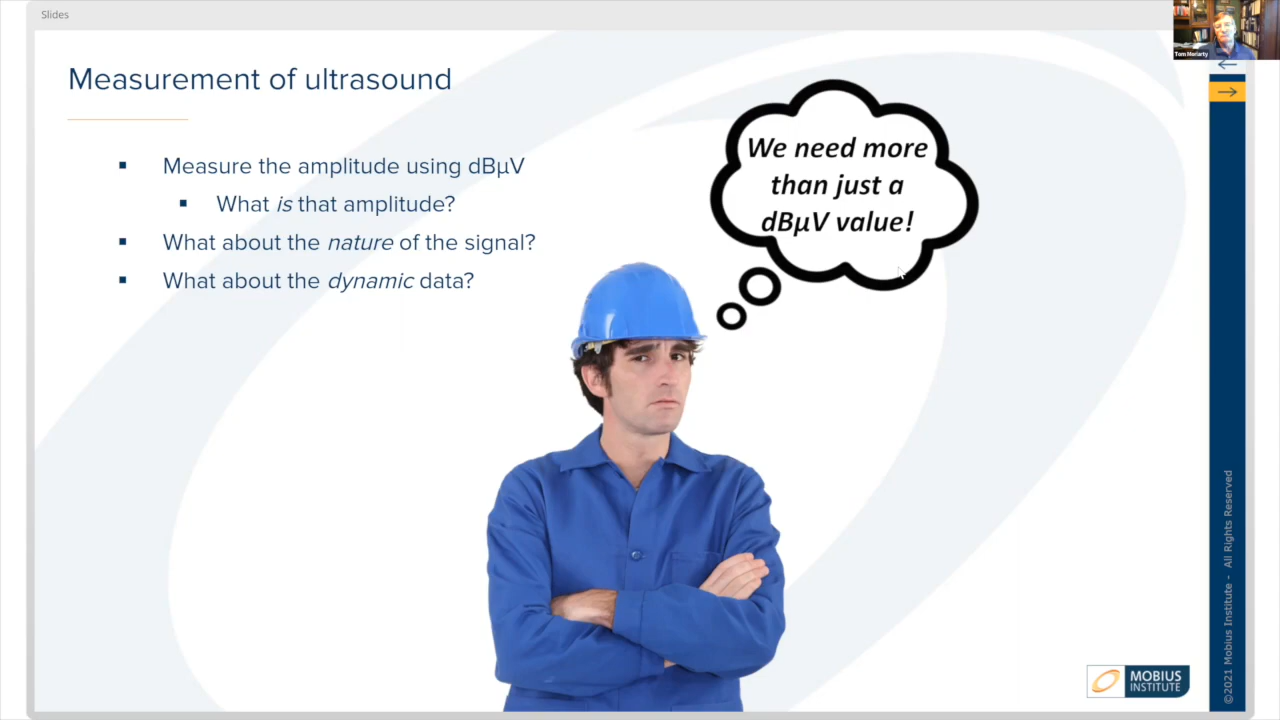 Slides
Tom Moriarty
Measurement of ultrasound
▪ Measure the amplitude using dBµV
▪ What is that amplitude?
▪ What about the nature of the signal?
▪ What about the dynamic data?
We need more
than just a
dBµV value!
©2021 Mobius Institute - All Rights Reserved
MOBIUS
INSTITUTE